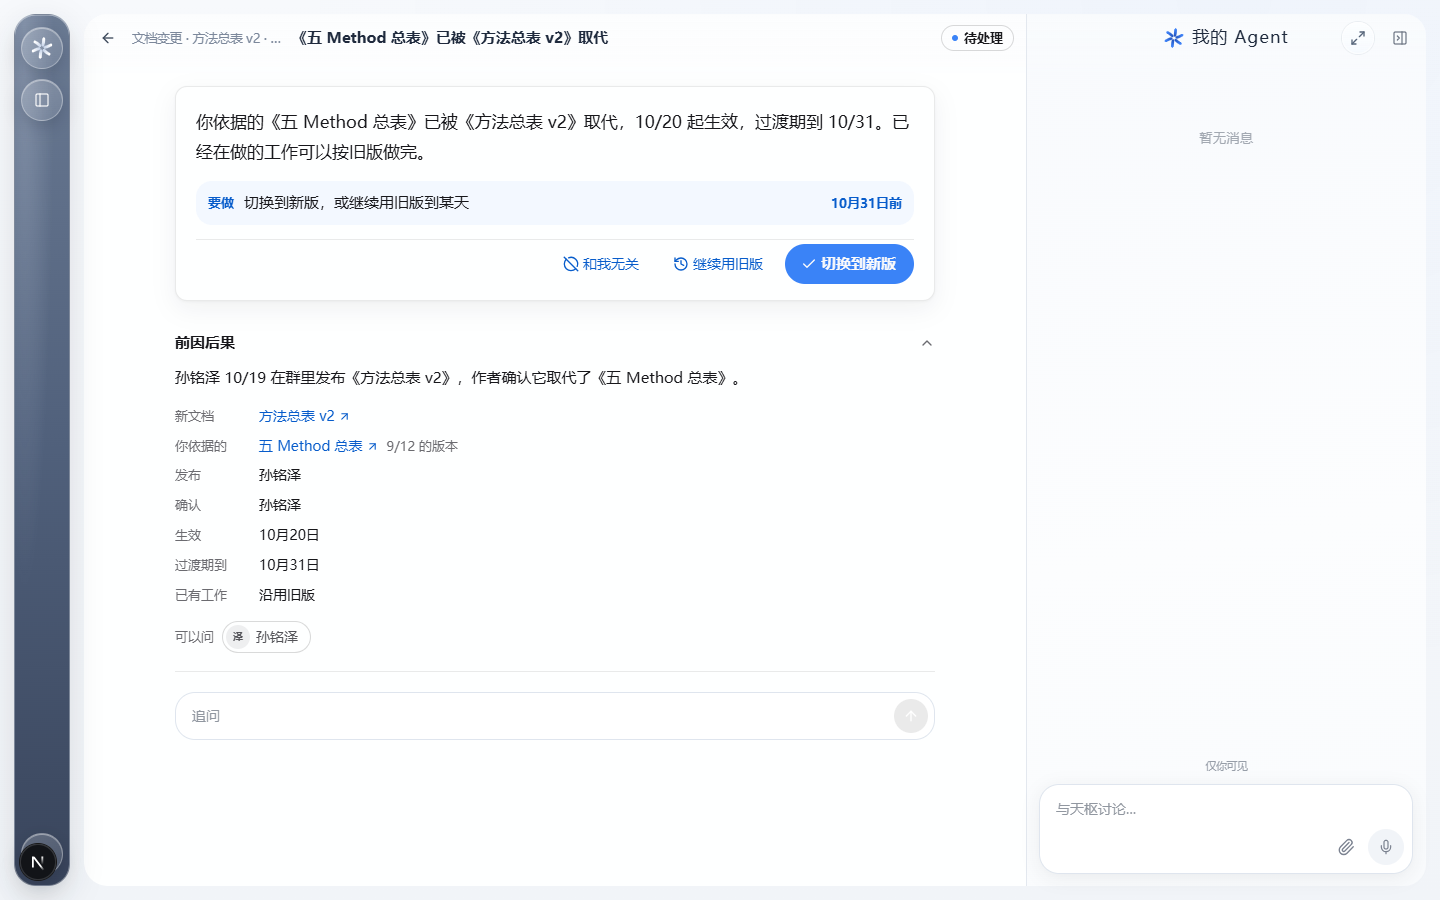 文档变更 · 方法总表 v2 · ...
《五 Method 总表》已被《方法总表 v2》取代
待处理
你依据的《五 Method 总表》已被《方法总表 v2》取代，10/20 起生效，过渡期到 10/31。已
经在做的工作可以按旧版做完。
要做 切换到新版，或继续用旧版到某天
10月31日前
和我无关
继续用旧版
切换到新版
前因后果
孙铭泽 10/19 在群里发布《方法总表 v2》，作者确认它取代了《五 Method 总表》。
新文档 方法总表 v2
你依据的 五 Method 总表 9/12 的版本
发布 孙铭泽
确认 孙铭泽
生效 10月20日
过渡期到 10月31日
已有工作 沿用旧版
可以问 泽 孙铭泽
追问
我的 Agent
暂无消息
仅你可见
与天枢讨论...
N